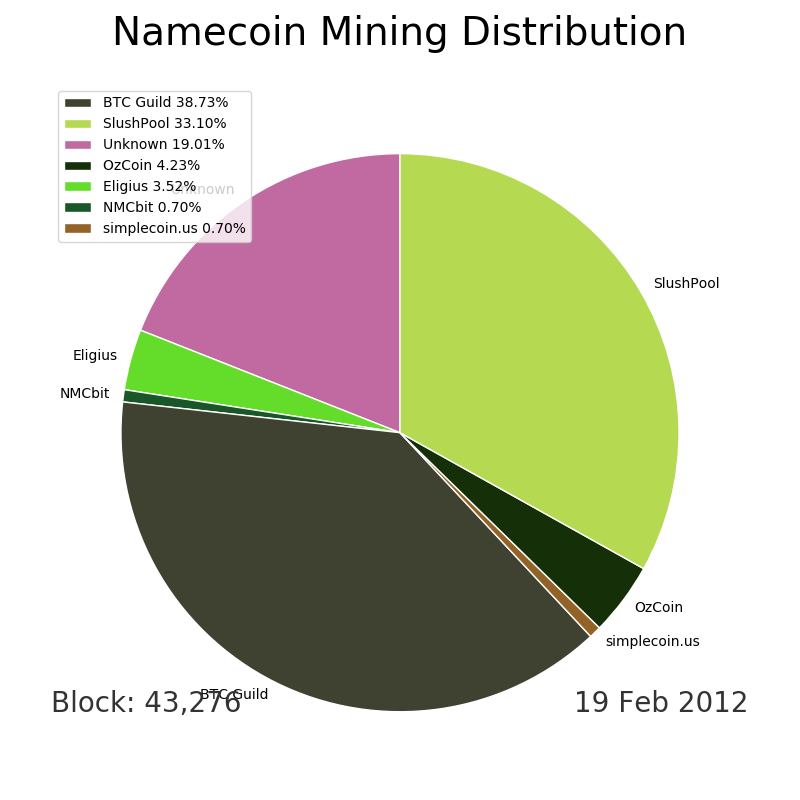 Namecoin Mining Distribution
BTC Guild 38.73%
SlushPool 33.10%
Unknown 19.01%
OzCoin 4.23%
Eligius 3.52%
NMCbit 0.70%
simplecoin.us 0.70%
Unknown
SlushPool
Eligius
NMCbit
OzCoin
simplecoin.us
BTC Guild
Block: 43,276
19 Feb 2012